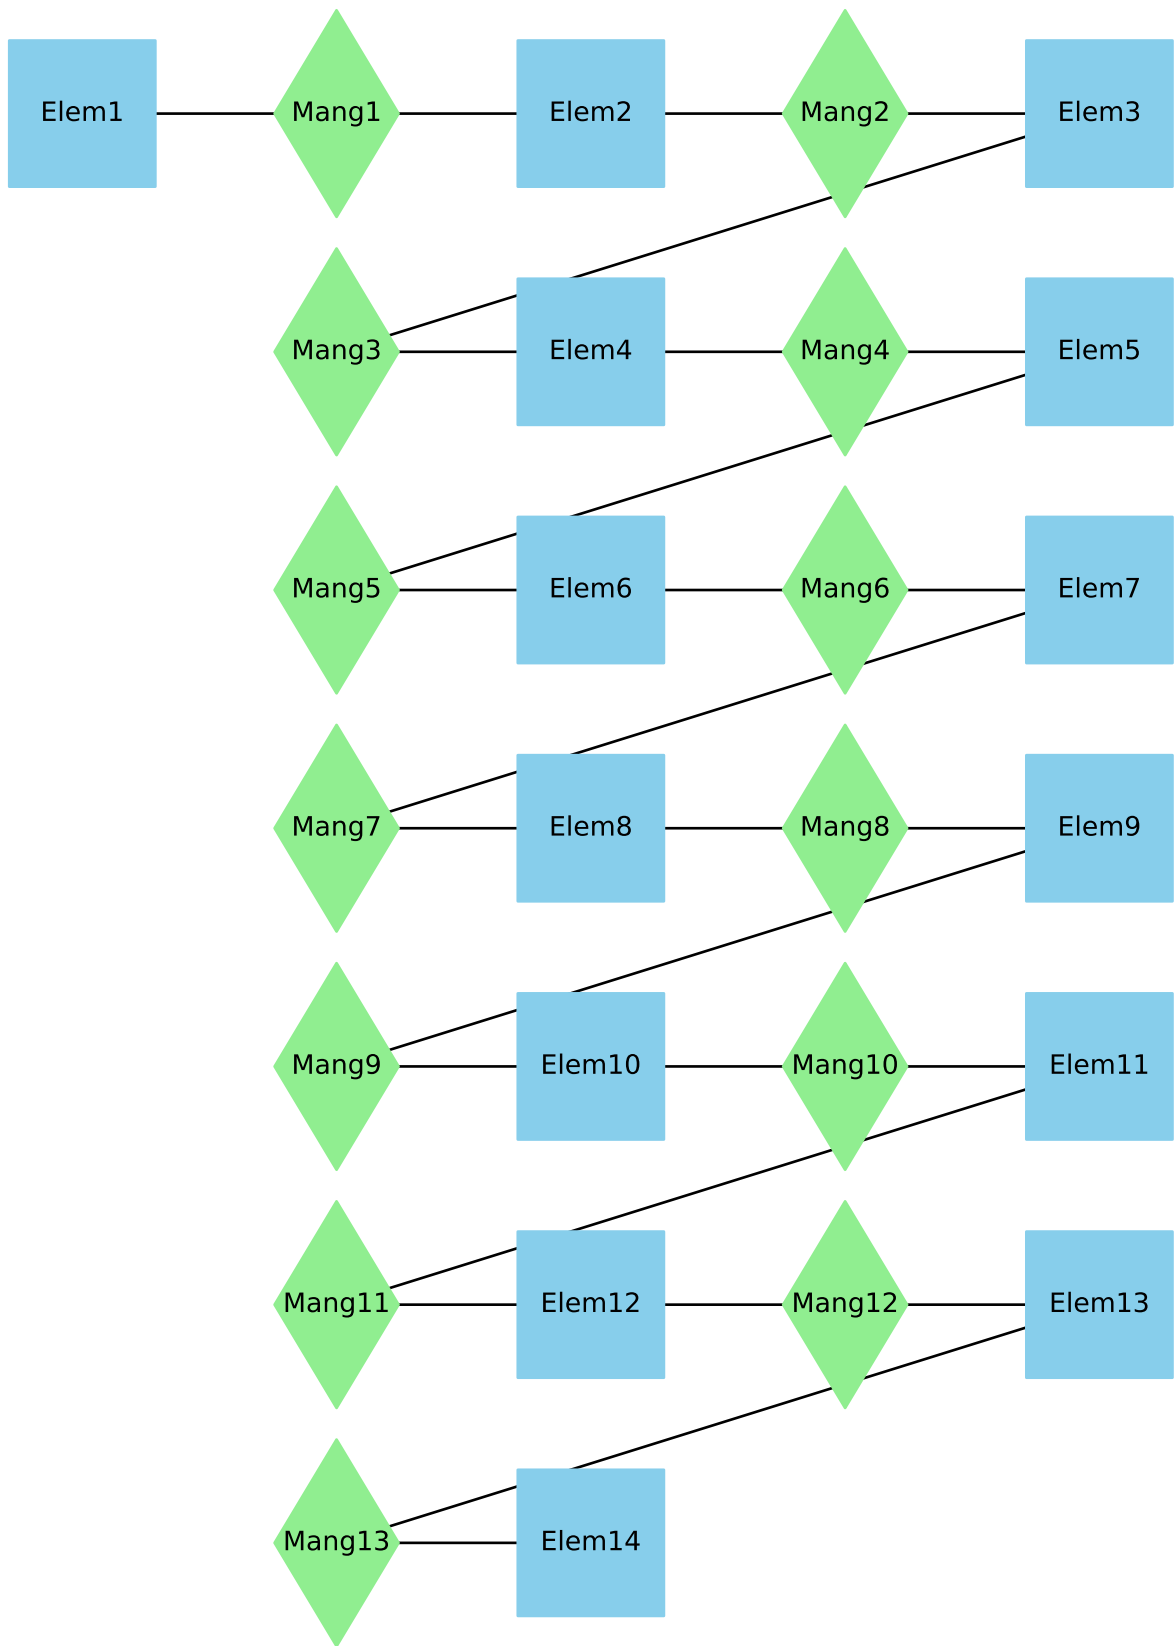 Elem1 Mang1 Elem2 Mang2 Elem3
Mang3 Elem4 Mang4 Elem5
Mang5 Elem6 Mang6 Elem7
Mang7 Elem8 Mang8 Elem9
Mang9 Elem10 Mang10 Elem11
Mang11 Elem12 Mang12 Elem13
Mang13 Elem14